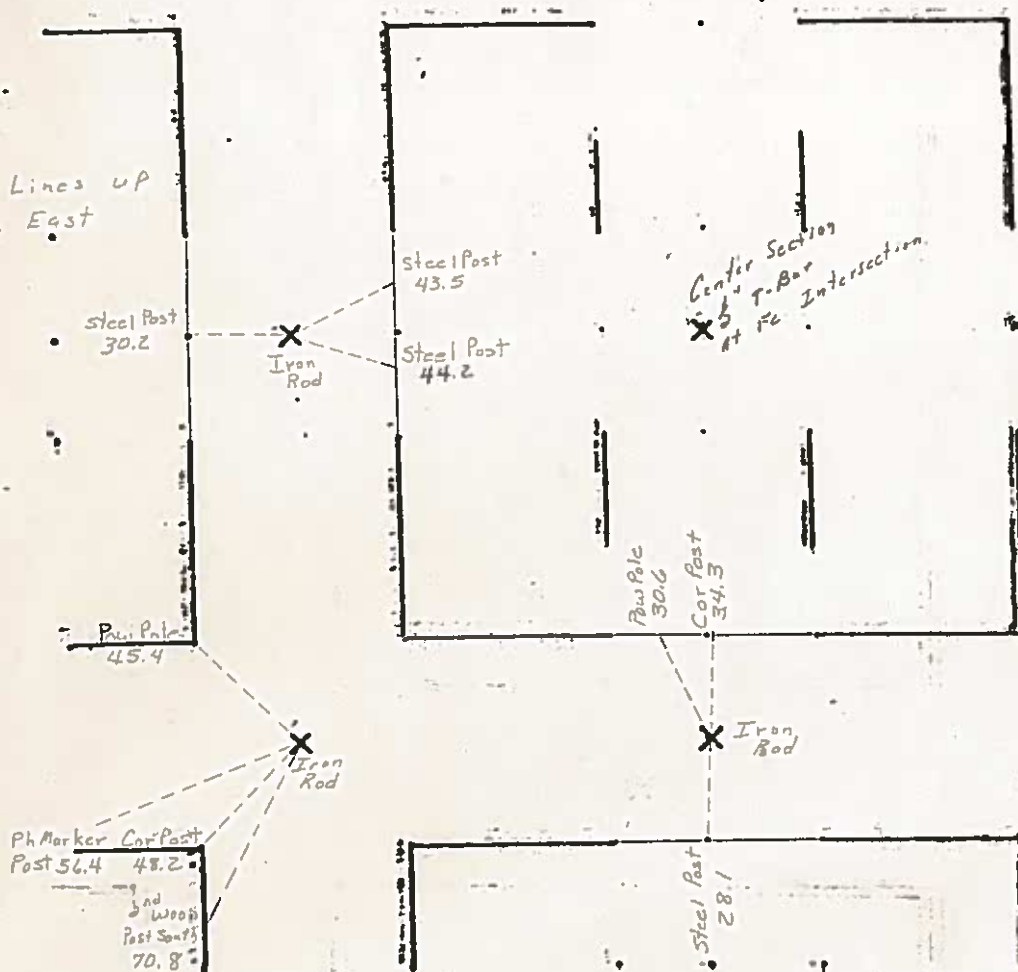 Lines up
East
Steel Post
43.5
Steel Post
30.2
Iron
Rod
Steel Post
44.2
Center Section
T-Bar
At Intersection
Pow Pole
30.6
Cor Post
34.3
45.4
Iron
Rod
Iron
Rod
Ph Marker Cor Post
Post 56.4 48.2
2nd Wood
Post South
70.8
Steel Post
28.1